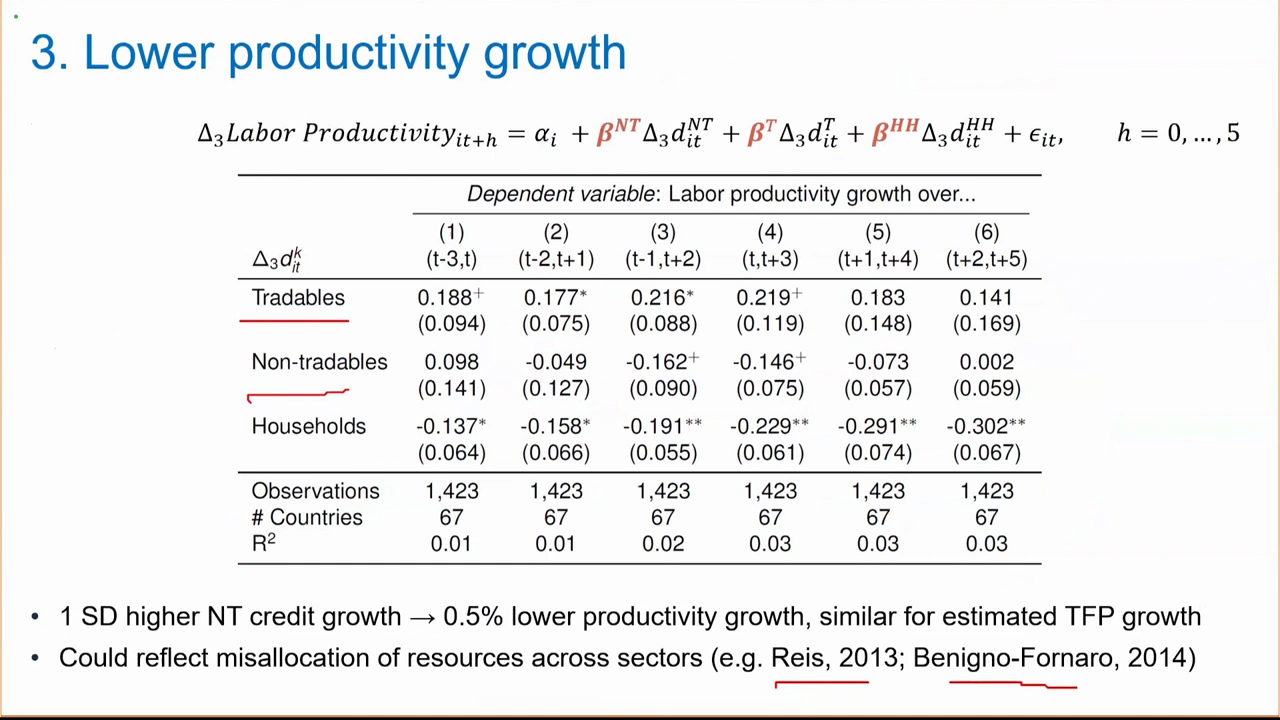 3. Lower productivity growth
Δ₃Labor Productivityᵢₜ₊ₕ = αᵢ + β^{NT}Δ₃d^{NT}_{it} + β^{T}Δ₃d^{T}_{it} + β^{HH}Δ₃d^{HH}_{it} + ϵᵢₜ, h = 0, …, 5
Dependent variable: Labor productivity growth over...
(1) (2) (3) (4) (5) (6)
Δ₃d^{k}_{it} (t-3,t) (t-2,t+1) (t-1,t+2) (t,t+3) (t+1,t+4) (t+2,t+5)
Tradables 0.188⁺ 0.177* 0.216* 0.219⁺ 0.183 0.141
(0.094) (0.075) (0.088) (0.119) (0.148) (0.169)
Non-tradables 0.098 -0.049 -0.162⁺ -0.146⁺ -0.073 0.002
(0.141) (0.127) (0.090) (0.075) (0.057) (0.059)
Households -0.137* -0.158* -0.191** -0.229** -0.291** -0.302**
(0.064) (0.066) (0.055) (0.061) (0.074) (0.067)
Observations 1,423 1,423 1,423 1,423 1,423 1,423
# Countries 67 67 67 67 67 67
R² 0.01 0.01 0.02 0.03 0.03 0.03
• 1 SD higher NT credit growth → 0.5% lower productivity growth, similar for estimated TFP growth
• Could reflect misallocation of resources across sectors (e.g. Reis, 2013; Benigno-Fornaro, 2014)